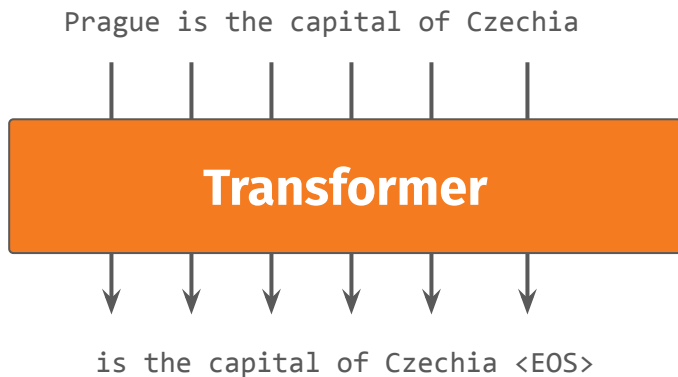 Prague is the capital of Czechia
Transformer
is the capital of Czechia <EOS>